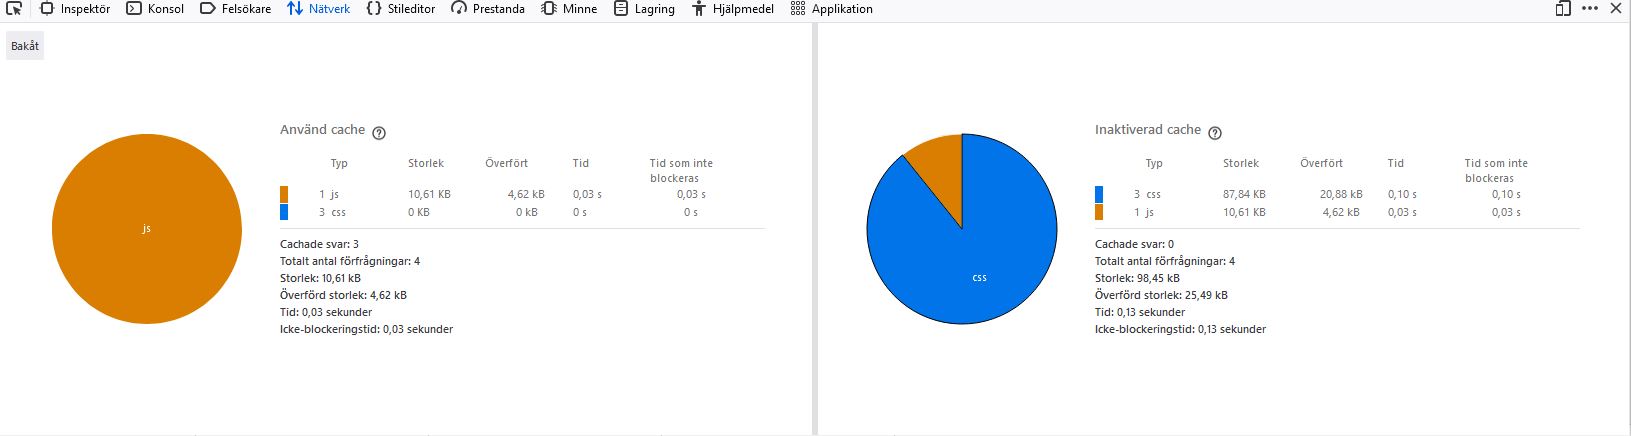 Inspektör Konsol Felsökare Nätverk Stileditor Prestanda Minne Lagring Hjälpmedel Applikation
Bakåt
Använd cache
Typ Storlek Överfört Tid Tid som inte blockeras
1 js 10,61 KB 4,62 kB 0,03 s 0,03 s
3 css 0 KB 0 kB 0 s 0 s
js
Cachade svar: 3
Totalt antal förfrågningar: 4
Storlek: 10,61 kB
Överförd storlek: 4,62 kB
Tid: 0,03 sekunder
Icke-blockeringstid: 0,03 sekunder
Inaktiverad cache
Typ Storlek Överfört Tid Tid som inte blockeras
3 css 87,84 KB 20,88 kB 0,10 s 0,10 s
1 js 10,61 KB 4,62 kB 0,03 s 0,03 s
css
Cachade svar: 0
Totalt antal förfrågningar: 4
Storlek: 98,45 kB
Överförd storlek: 25,49 kB
Tid: 0,13 sekunder
Icke-blockeringstid: 0,13 sekunder